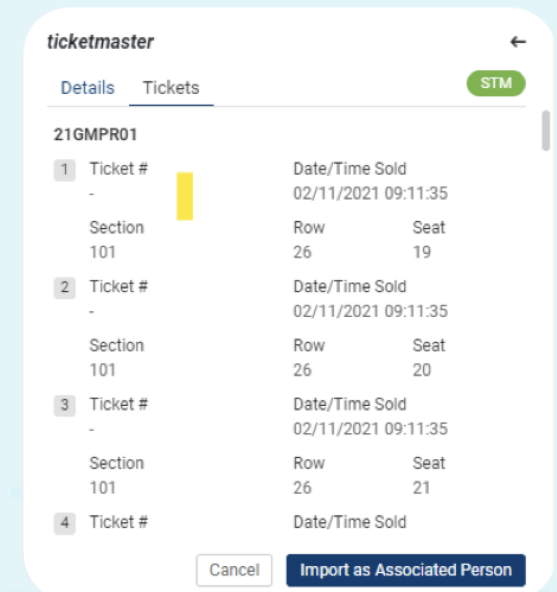 ticketmaster ←
Details Tickets STM
21GMPR01
1 Ticket # Date/Time Sold
- 02/11/2021 09:11:35
Section Row Seat
101 26 19
2 Ticket # Date/Time Sold
- 02/11/2021 09:11:35
Section Row Seat
101 26 20
3 Ticket # Date/Time Sold
- 02/11/2021 09:11:35
Section Row Seat
101 26 21
4 Ticket # Date/Time Sold
Cancel Import as Associated Person